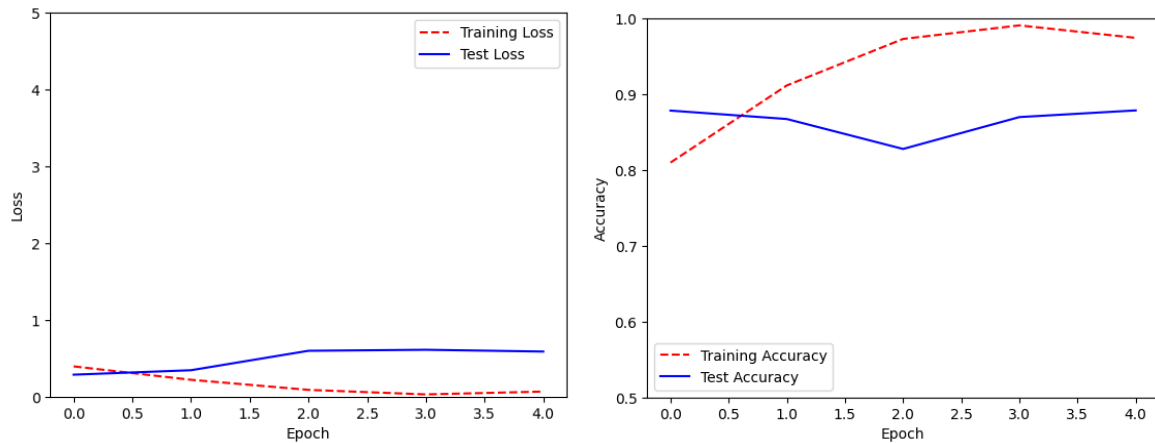 5
4
3
2
1
0
Loss
0.0 0.5 1.0 1.5 2.0 2.5 3.0 3.5 4.0
Epoch
Training Loss
Test Loss
1.0
0.9
0.8
0.7
0.6
0.5
Accuracy
0.0 0.5 1.0 1.5 2.0 2.5 3.0 3.5 4.0
Epoch
Training Accuracy
Test Accuracy